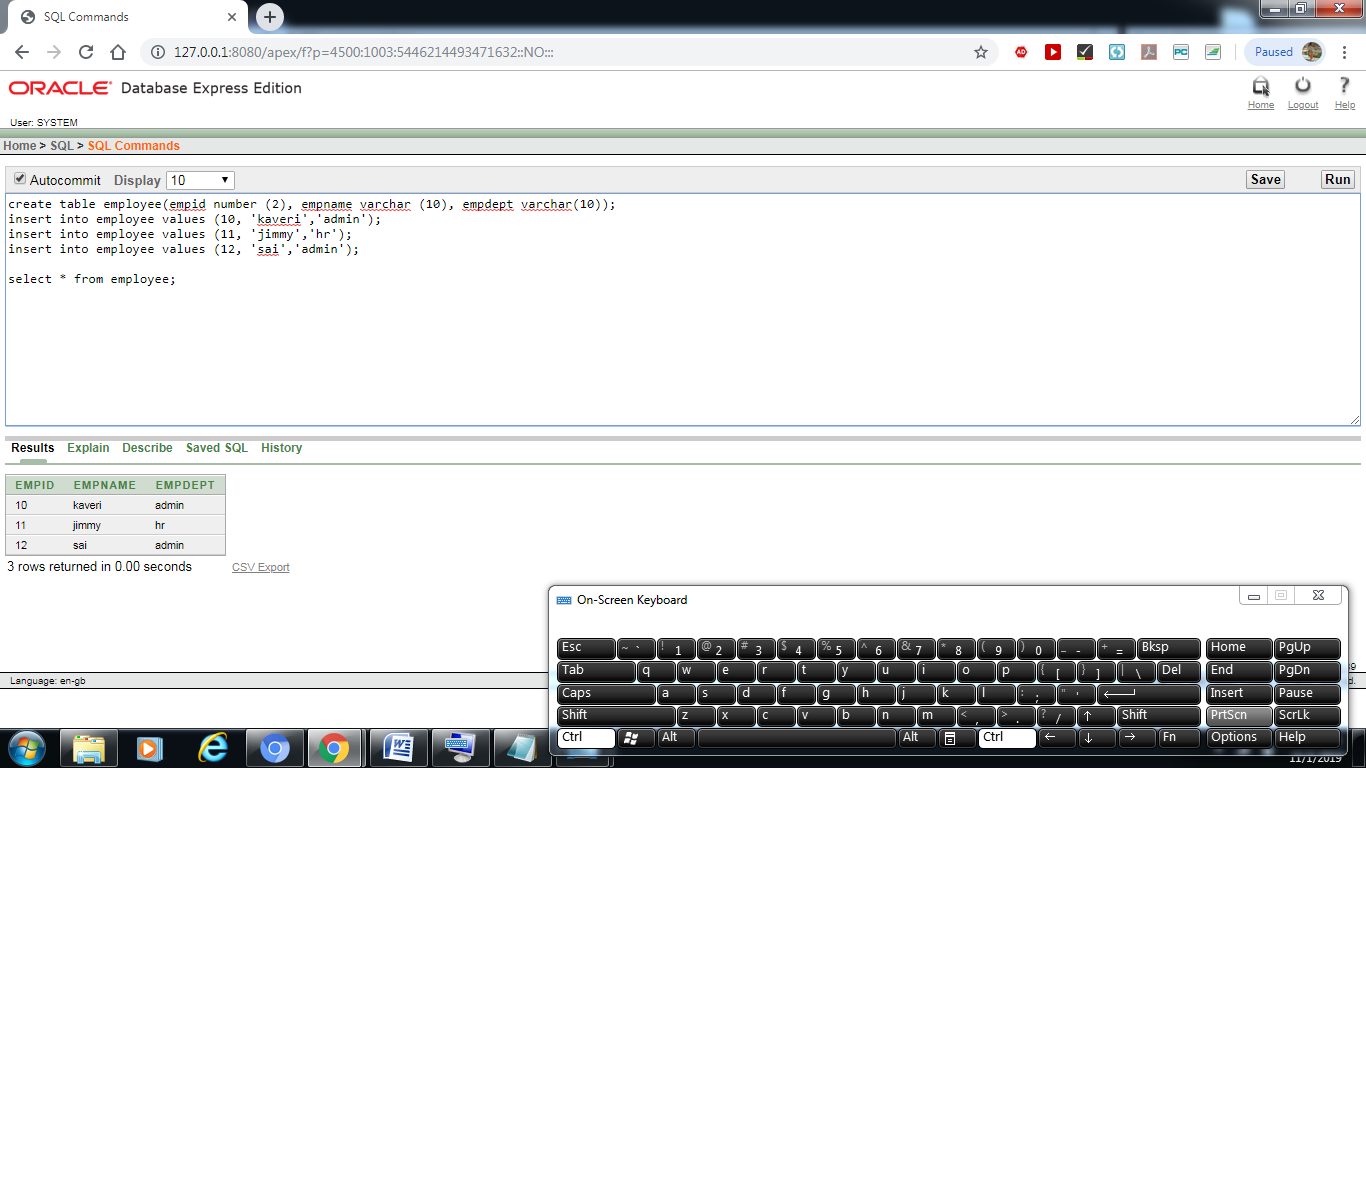 SQL Commands
127.0.0.1:8080/apex/f?p=4500:1003:5446214493471632::NO:::
Paused
ORACLE Database Express Edition
Home Logout Help
User: SYSTEM
Home > SQL > SQL Commands
Autocommit Display 10 Save Run
create table employee(empid number (2), empname varchar (10), empdept varchar(10));
insert into employee values (10, 'kaveri','admin');
insert into employee values (11, 'jimmy','hr');
insert into employee values (12, 'sai','admin');
select * from employee;
Results Explain Describe Saved SQL History
EMPID EMPNAME EMPDEPT
10 kaveri admin
11 jimmy hr
12 sai admin
3 rows returned in 0.00 seconds CSV Export
On-Screen Keyboard
Esc ~ ` ! 1 @ 2 # 3 $ 4 % 5 ^ 6 & 7 * 8 ( 9 ) 0 _ - + = Bksp Home PgUp
Tab q w e r t y u i o p { [ } ] | \ Del End PgDn
Language: en-gb
Caps a s d f g h j k l : ; " ' Insert Pause
Shift z x c v b n m < , > . ? / ↑ Shift PrtScn ScrLk
Ctrl Alt Alt Ctrl ← ↓ → Fn Options Help
11/1/2019